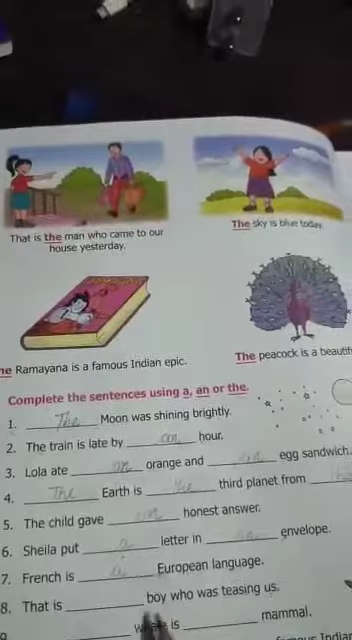 That is the man who came to our
house yesterday.
The sky is blue today.
Ramayana is a famous Indian epic.
The peacock is a
Complete the sentences using a, an or the.
1. The Moon was shining brightly.
2. The train is late by an hour.
3. Lola ate an orange and an egg sandwich.
4. The Earth is the third planet from
5. The child gave an honest answer.
6. Sheila put a letter in an envelope.
7. French is a European language.
8. That is ________ boy who was teasing us.
is ________ mammal.